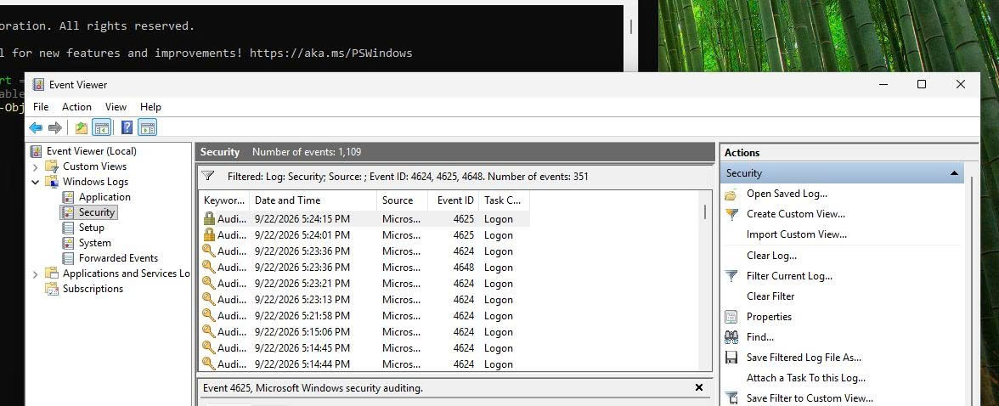 oration. All rights reserved.
l for new features and improvements! https://aka.ms/PSWindows
rt =
able
-Obj
Event Viewer
File Action View Help
Event Viewer (Local)
Custom Views
Windows Logs
Application
Security
Setup
System
Forwarded Events
Applications and Services Lo
Subscriptions
Security Number of events: 1,109
Filtered: Log: Security; Source: ; Event ID: 4624, 4625, 4648. Number of events: 351
Keywor... Date and Time Source Event ID Task C...
Audi... 9/22/2026 5:24:15 PM Micros... 4625 Logon
Audi... 9/22/2026 5:24:01 PM Micros... 4625 Logon
Audi... 9/22/2026 5:23:36 PM Micros... 4624 Logon
Audi... 9/22/2026 5:23:36 PM Micros... 4648 Logon
Audi... 9/22/2026 5:23:21 PM Micros... 4624 Logon
Audi... 9/22/2026 5:23:13 PM Micros... 4624 Logon
Audi... 9/22/2026 5:21:58 PM Micros... 4624 Logon
Audi... 9/22/2026 5:15:06 PM Micros... 4624 Logon
Audi... 9/22/2026 5:14:45 PM Micros... 4624 Logon
Audi... 9/22/2026 5:14:44 PM Micros... 4624 Logon
Event 4625, Microsoft Windows security auditing.
Actions
Security
Open Saved Log...
Create Custom View...
Import Custom View...
Clear Log...
Filter Current Log...
Clear Filter
Properties
Find...
Save Filtered Log File As...
Attach a Task To this Log...
Save Filter to Custom View...